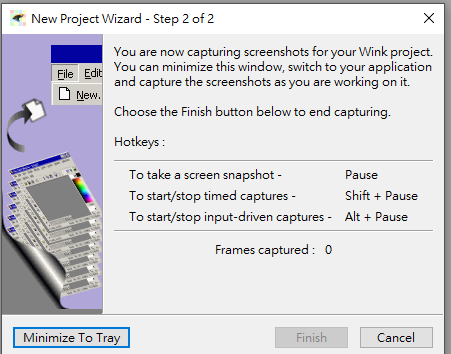 New Project Wizard - Step 2 of 2
File Edit
New.
You are now capturing screenshots for your Wink project.
You can minimize this window, switch to your application
and capture the screenshots as you are working on it.
Choose the Finish button below to end capturing.
Hotkeys :
To take a screen snapshot - Pause
To start/stop timed captures - Shift + Pause
To start/stop input-driven captures - Alt + Pause
Frames captured : 0
Minimize To Tray Finish Cancel